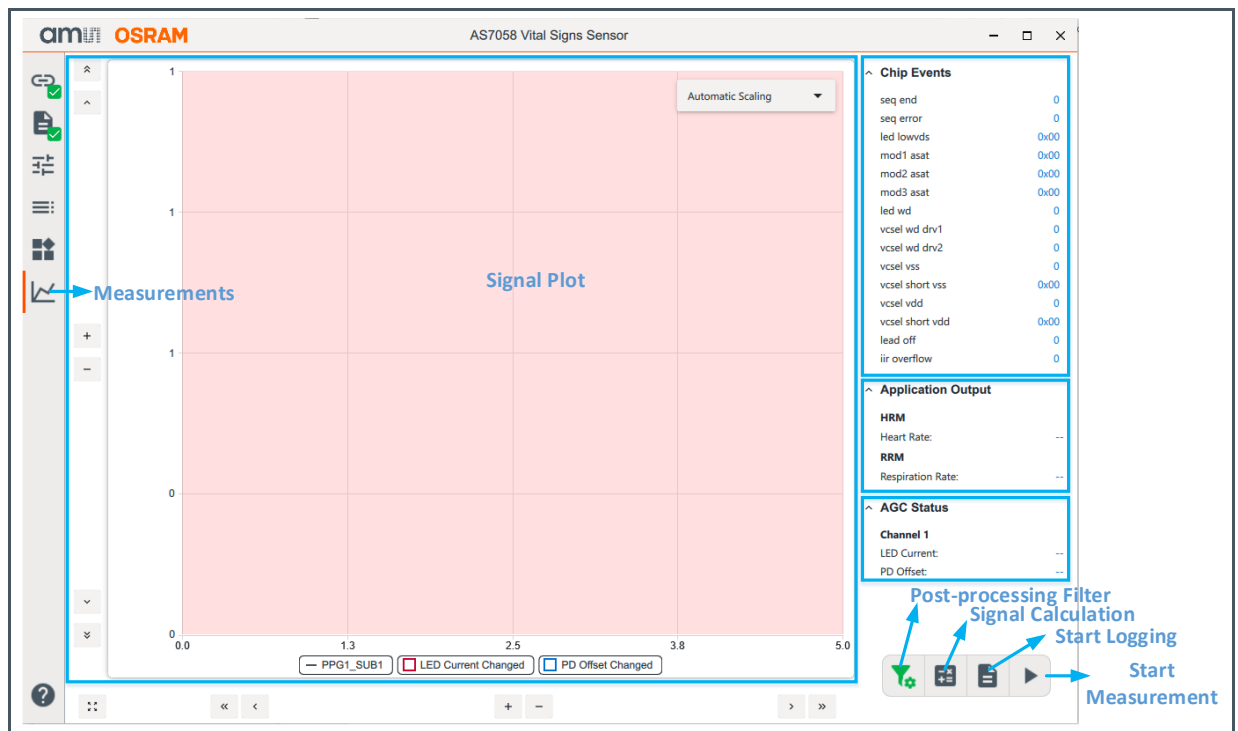 amu OSRAM
AS7058 Vital Signs Sensor
1
1
1
0
0
0.0
1.3
2.5
3.8
5.0
Automatic Scaling
Signal Plot
Measurements
+
−
PPG1_SUB1
LED Current Changed
PD Offset Changed
« ‹
+ −
› »
?
Chip Events
seq end 0
seq error 0
led lowvds 0x00
mod1 asat 0x00
mod2 asat 0x00
mod3 asat 0x00
led wd 0
vcsel wd drv1 0
vcsel wd drv2 0
vcsel vss 0
vcsel short vss 0x00
vcsel vdd 0
vcsel short vdd 0x00
lead off 0
iir overflow 0
Application Output
HRM
Heart Rate: --
RRM
Respiration Rate: --
AGC Status
Channel 1
LED Current: --
PD Offset: --
Post-processing Filter
Signal Calculation
Start Logging
Start
Measurement